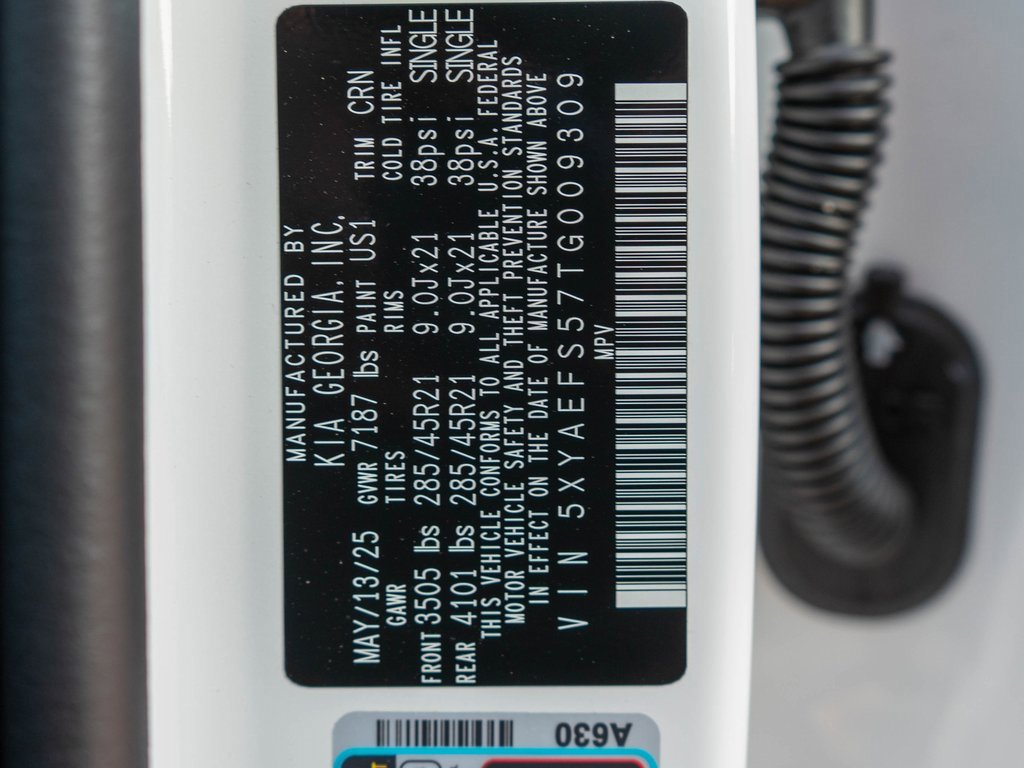 MANUFACTURED BY
KIA GEORGIA, INC.
MAY/13/25 GVWR 7187 lbs PAINT US1 TRIM CRN
GAWR TIRES RIMS COLD TIRE INFL
FRONT 3505 lbs 285/45R21 9.0Jx21 38psi SINGLE
REAR 4101 lbs 285/45R21 9.0Jx21 38psi SINGLE
THIS VEHICLE CONFORMS TO ALL APPLICABLE U.S.A. FEDERAL
MOTOR VEHICLE SAFETY AND THEFT PREVENTION STANDARDS
IN EFFECT ON THE DATE OF MANUFACTURE SHOWN ABOVE
VIN 5XYAEFS57TG009309
MPV
A630